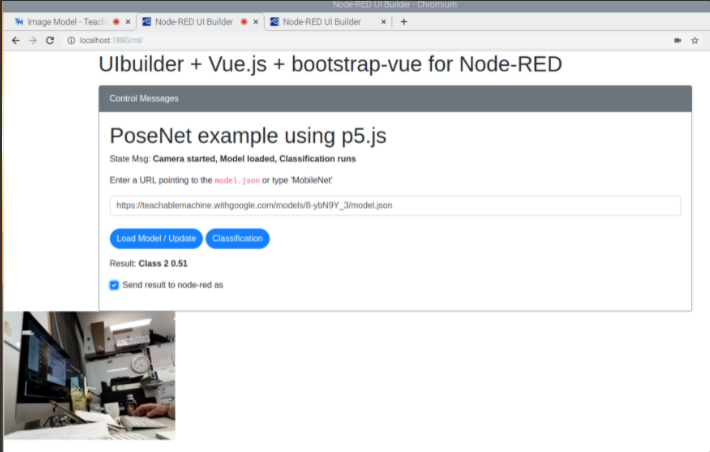 Node-RED UI Builder - Chromium
Image Model - Teach
Node-RED UI Builder
Node-RED UI Builder
localhost:1880/ml/
UIbuilder + Vue.js + bootstrap-vue for Node-RED
Control Messages
PoseNet example using p5.js
State Msg: Camera started, Model loaded, Classification runs
Enter a URL pointing to the model.json or type 'MobileNet'
https://teachablemachine.withgoogle.com/models/8-ybN9Y_3/model.json
Load Model / Update Classification
Result: Class 2 0.51
Send result to node-red as